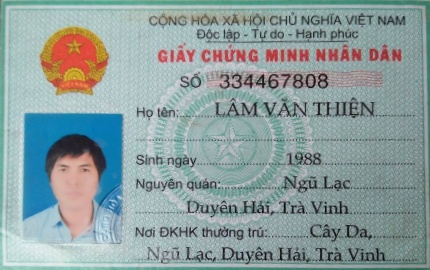 CỘNG HÒA XÃ HỘI CHỦ NGHĨA VIỆT NAM
Độc lập - Tự do - Hạnh phúc
GIẤY CHỨNG MINH NHÂN DÂN
SỐ 334467808
Họ tên: LÂM VĂN THIỆN
Sinh ngày 1988
Nguyên quán: Ngũ Lạc
Duyên Hải, Trà Vinh
Nơi ĐKHK thường trú: Cây Da,
Ngũ Lạc, Duyên Hải, Trà Vinh